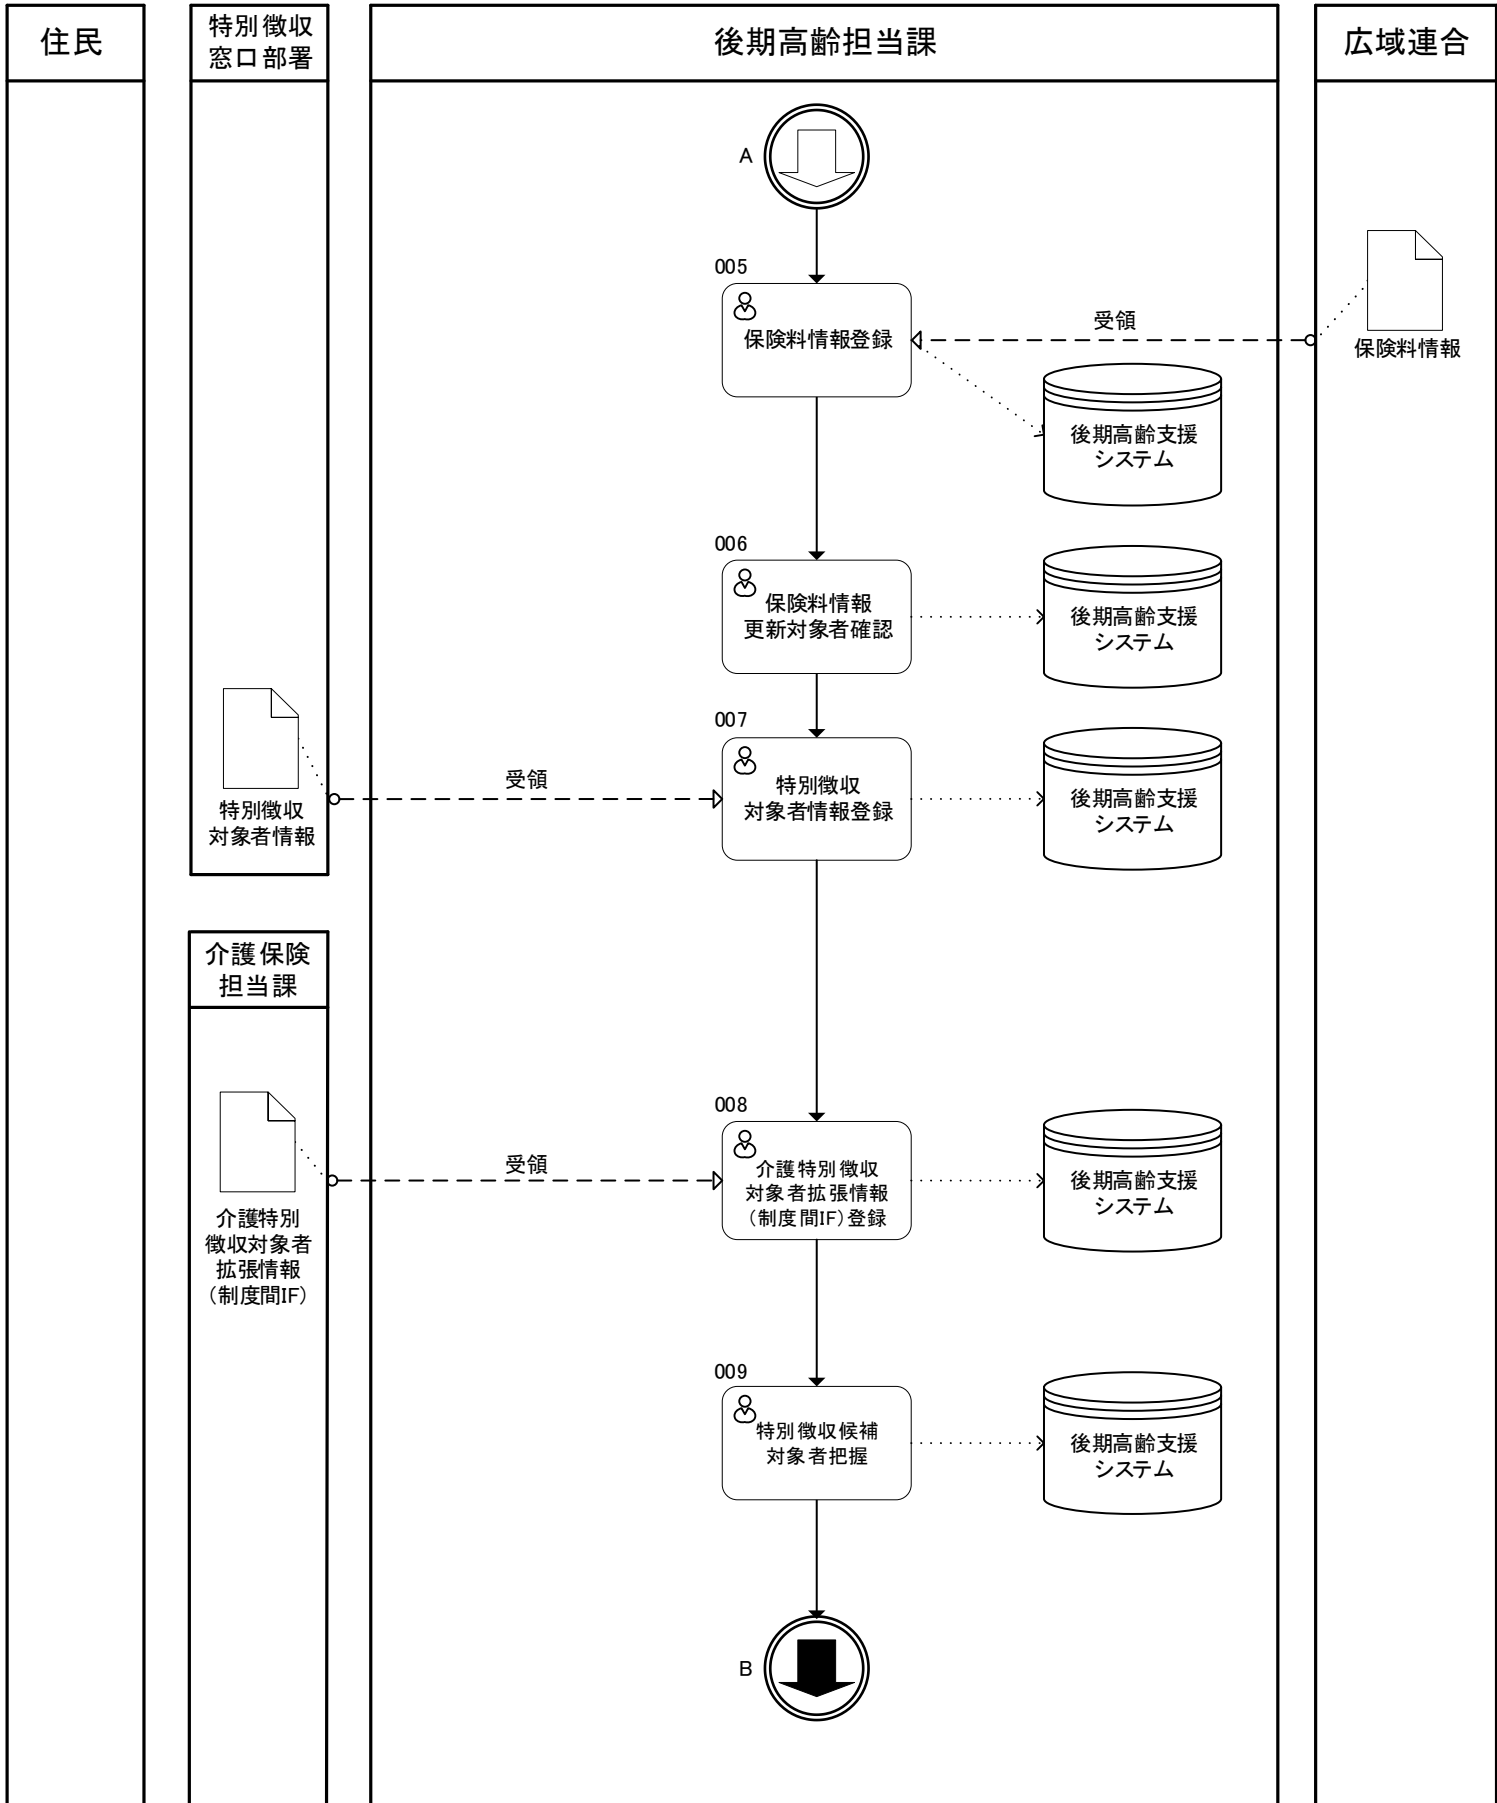 住民
特別徴収
窓口部署
後期高齢担当課
広域連合
A
005
保険料情報登録
受領
保険料情報
後期高齢支援
システム
006
保険料情報
更新対象者確認
後期高齢支援
システム
007
特別徴収
対象者情報
受領
特別徴収
対象者情報登録
後期高齢支援
システム
介護保険
担当課
008
介護特別
徴収対象者
拡張情報
（制度間IF）
受領
介護特別徴収
対象者拡張情報
（制度間IF）登録
後期高齢支援
システム
009
特別徴収候補
対象者把握
後期高齢支援
システム
B